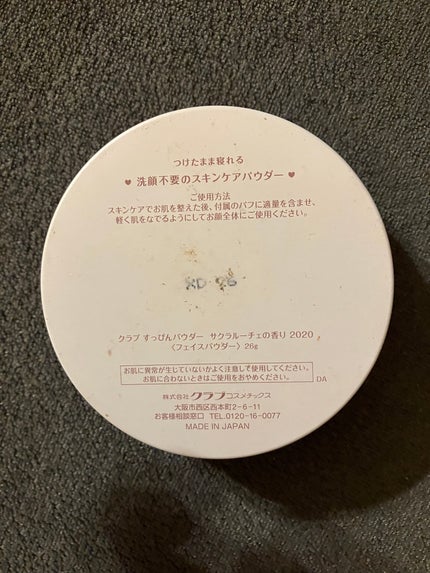 つけたまま寝れる
♥ 洗顔不要のスキンケアパウダー ♥
ご使用方法
スキンケアでお肌を整えた後、付属のパフに適量を含ませ、
軽く肌をなでるようにしてお顔全体にご使用ください。
クラブ すっぴんパウダー サクラルーチェの香り 2020
〈フェイスパウダー〉26g
お肌に異常が生じていないかよく注意して使用してください。
お肌に合わないときはご使用をおやめください。
DA
株式会社 クラブコスメチックス
大阪市西区西本町2-6-11
お客様相談窓口 TEL.0120-16-0077
MADE IN JAPAN